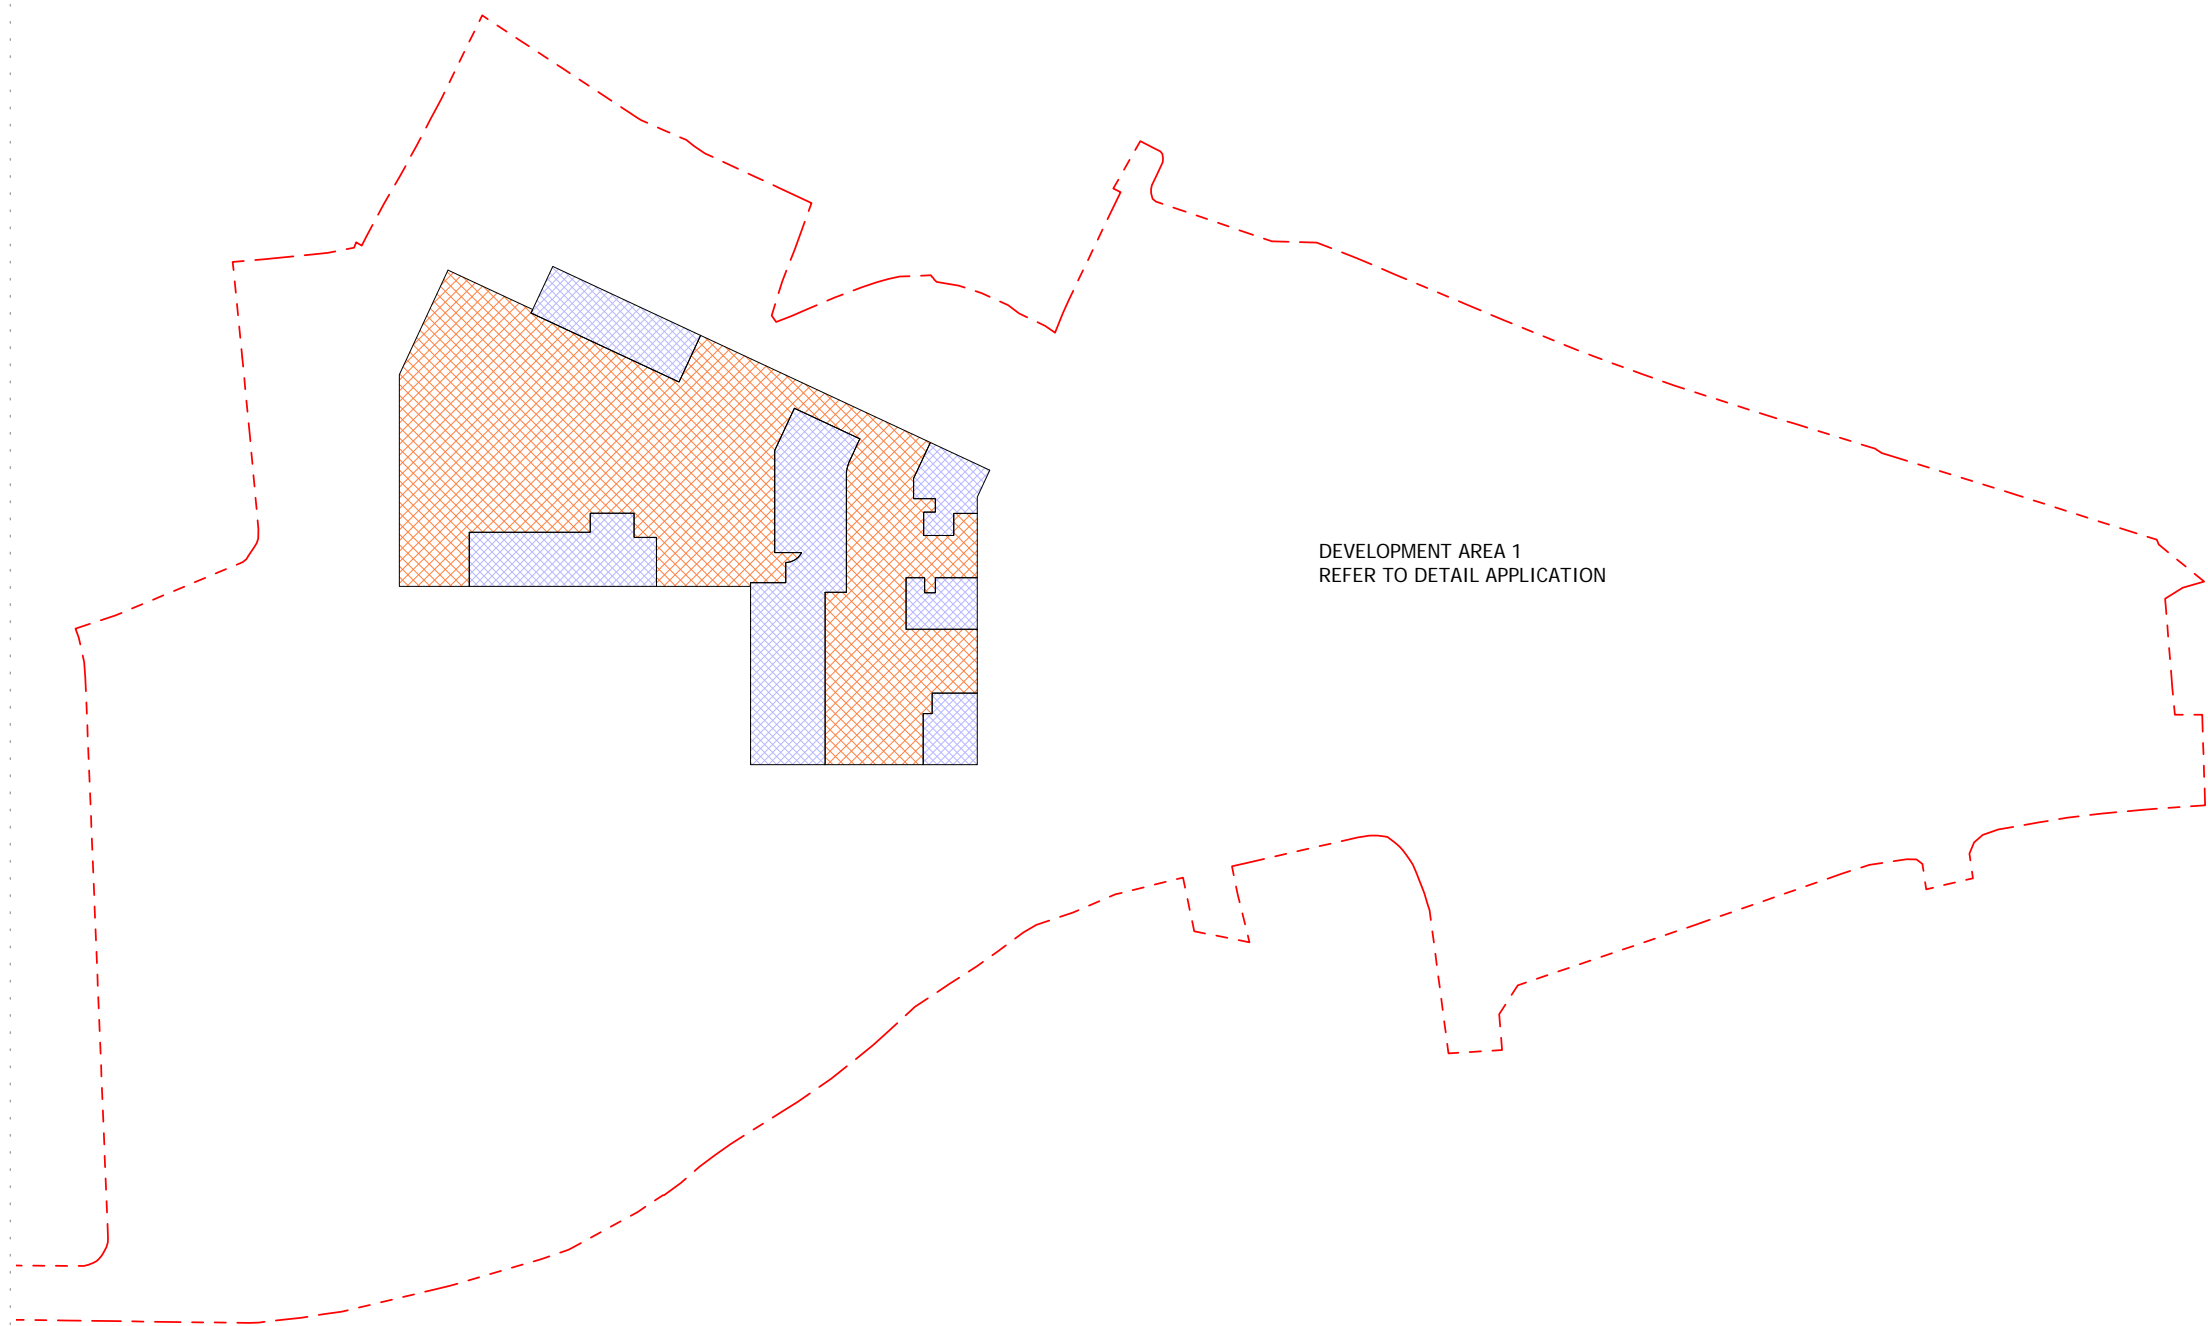 DEVELOPMENT AREA 1
REFER TO DETAIL APPLICATION